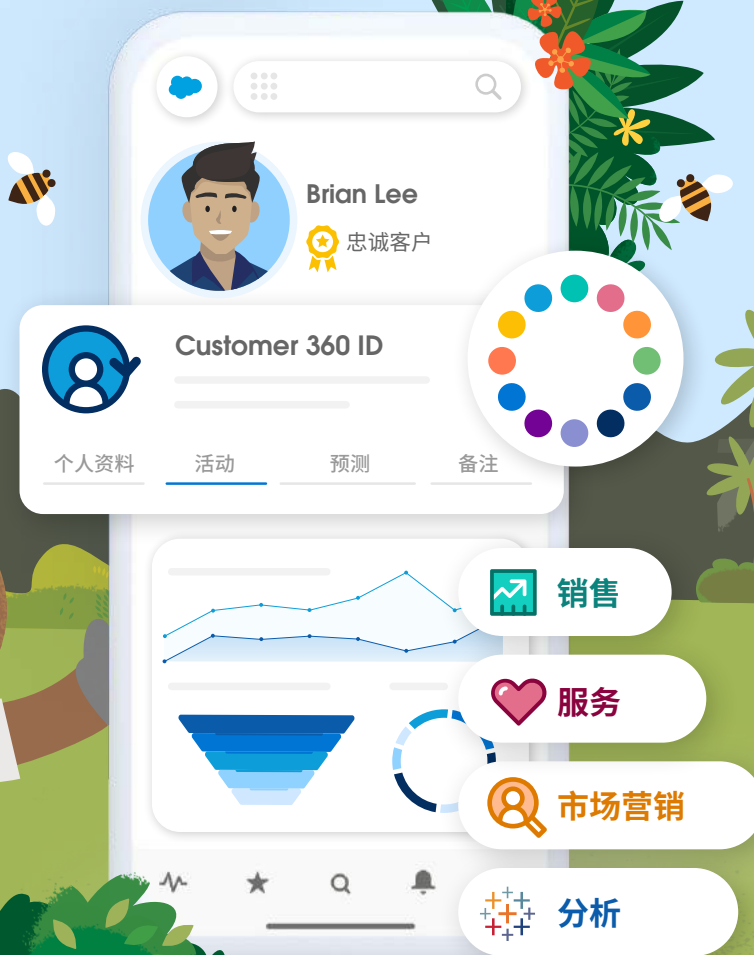 Brian Lee
忠诚客户
Customer 360 ID
个人资料 活动 预测 备注
销售
服务
市场营销
分析